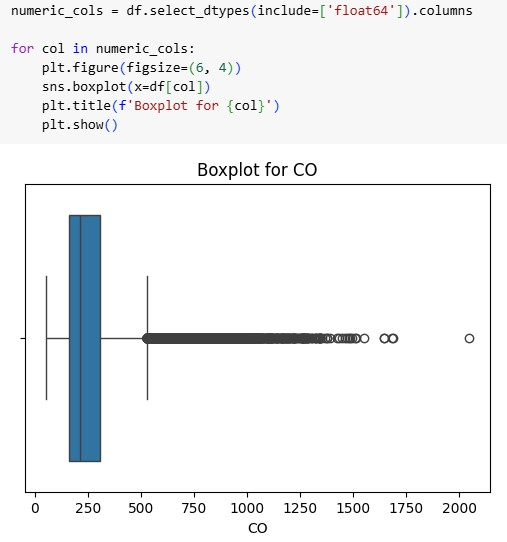 numeric_cols = df.select_dtypes(include=['float64']).columns
for col in numeric_cols:
    plt.figure(figsize=(6, 4))
    sns.boxplot(x=df[col])
    plt.title(f'Boxplot for {col}')
    plt.show()
Boxplot for CO
0 250 500 750 1000 1250 1500 1750 2000
CO